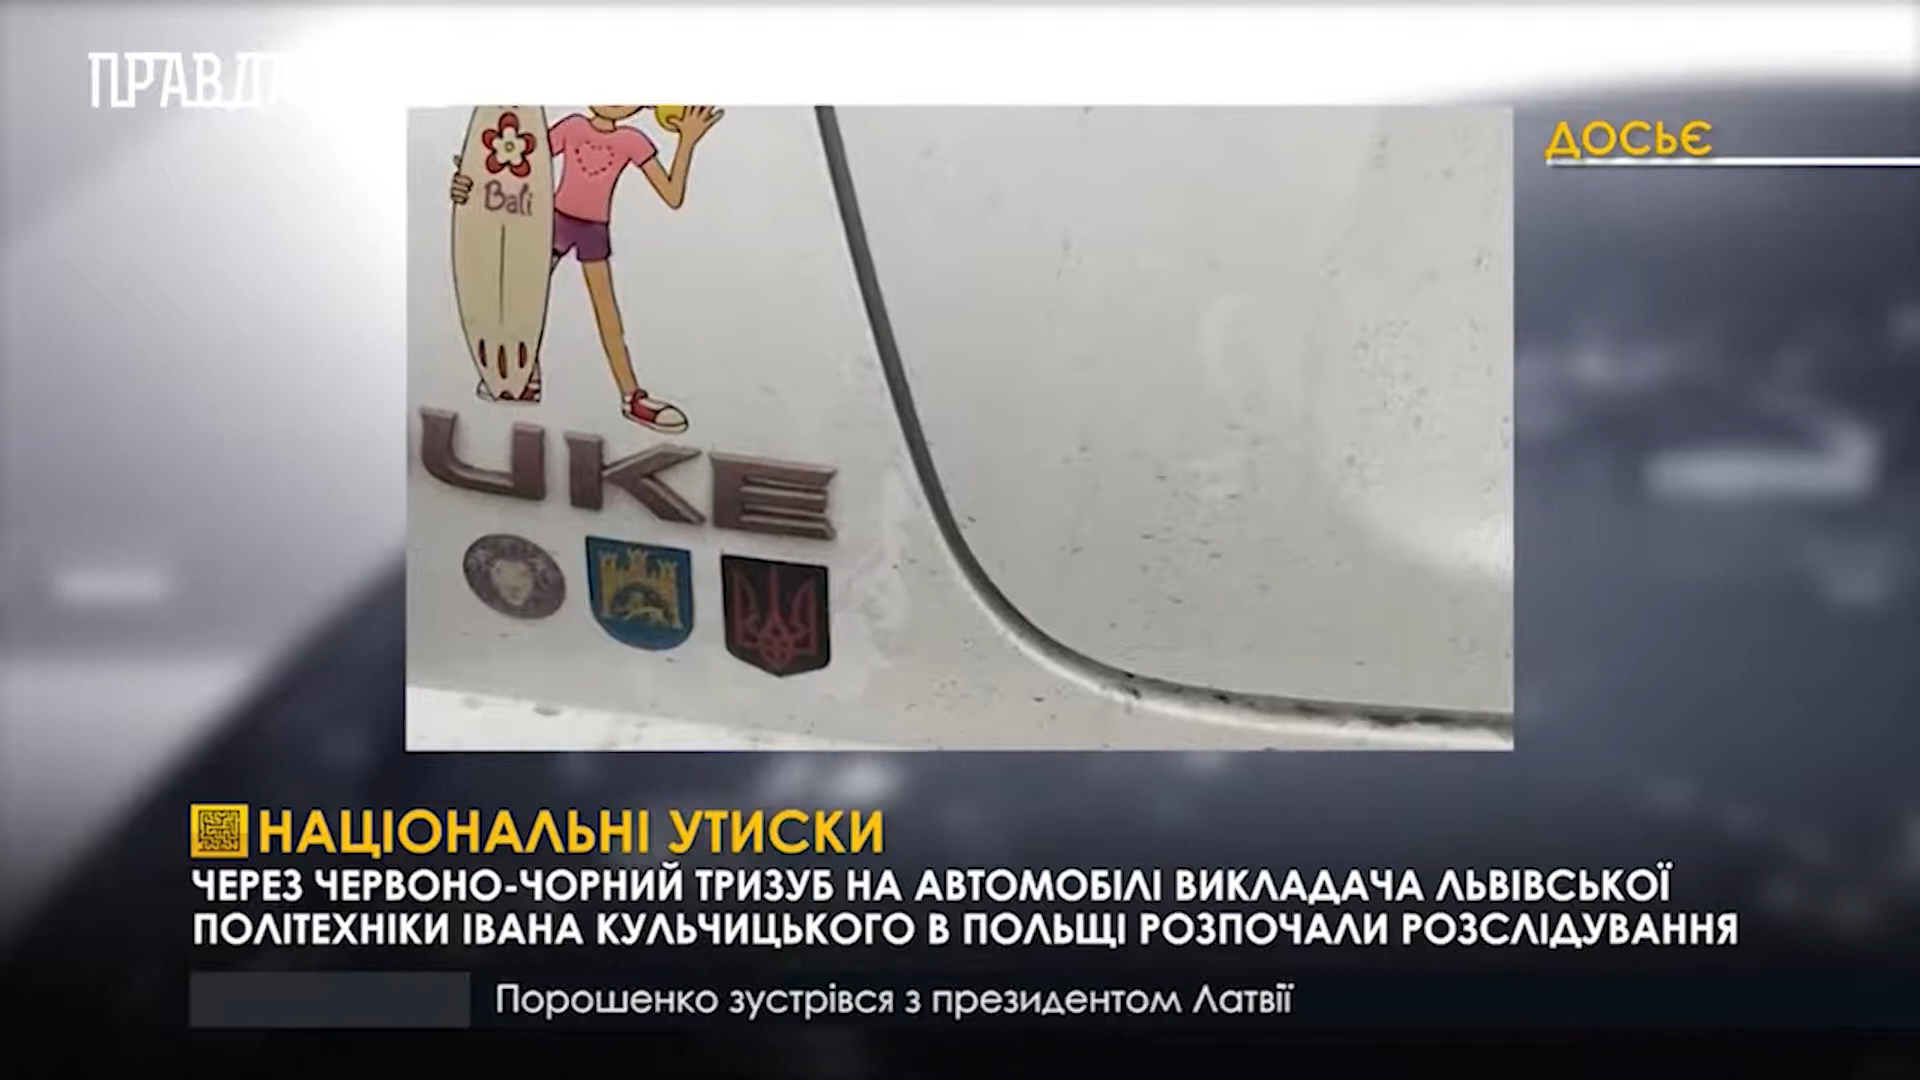 ПРАВДА
ДОСЬЄ
Bali
UKE
НАЦІОНАЛЬНІ УТИСКИ
ЧЕРЕЗ ЧЕРВОНО-ЧОРНИЙ ТРИЗУБ НА АВТОМОБІЛІ ВИКЛАДАЧА ЛЬВІВСЬКОЇ
ПОЛІТЕХНІКИ ІВАНА КУЛЬЧИЦЬКОГО В ПОЛЬЩІ РОЗПОЧАЛИ РОЗСЛІДУВАННЯ
Порошенко зустрівся з президентом Латвії